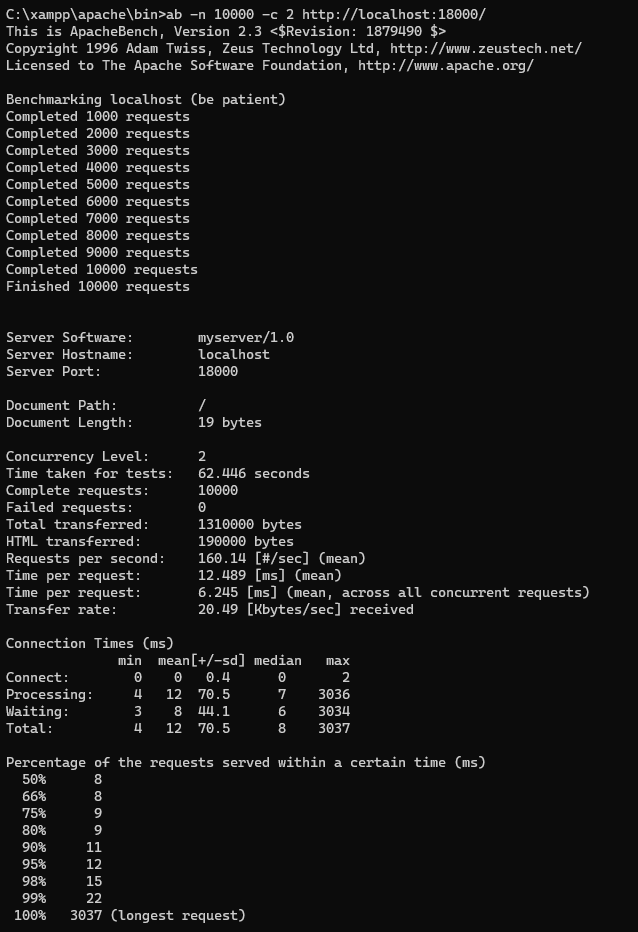 C:\xampp\apache\bin>ab -n 10000 -c 2 http://localhost:18000/
This is ApacheBench, Version 2.3 <$Revision: 1879490 $>
Copyright 1996 Adam Twiss, Zeus Technology Ltd, http://www.zeustech.net/
Licensed to The Apache Software Foundation, http://www.apache.org/

Benchmarking localhost (be patient)
Completed 1000 requests
Completed 2000 requests
Completed 3000 requests
Completed 4000 requests
Completed 5000 requests
Completed 6000 requests
Completed 7000 requests
Completed 8000 requests
Completed 9000 requests
Completed 10000 requests
Finished 10000 requests


Server Software:        myserver/1.0
Server Hostname:        localhost
Server Port:            18000

Document Path:          /
Document Length:        19 bytes

Concurrency Level:      2
Time taken for tests:   62.446 seconds
Complete requests:      10000
Failed requests:        0
Total transferred:      1310000 bytes
HTML transferred:       190000 bytes
Requests per second:    160.14 [#/sec] (mean)
Time per request:       12.489 [ms] (mean)
Time per request:       6.245 [ms] (mean, across all concurrent requests)
Transfer rate:          20.49 [Kbytes/sec] received

Connection Times (ms)
              min  mean[+/-sd] median   max
Connect:        0    0   0.4      0       2
Processing:     4   12  70.5      7    3036
Waiting:        3    8  44.1      6    3034
Total:          4   12  70.5      8    3037

Percentage of the requests served within a certain time (ms)
  50%      8
  66%      8
  75%      9
  80%      9
  90%     11
  95%     12
  98%     15
  99%     22
 100%   3037 (longest request)